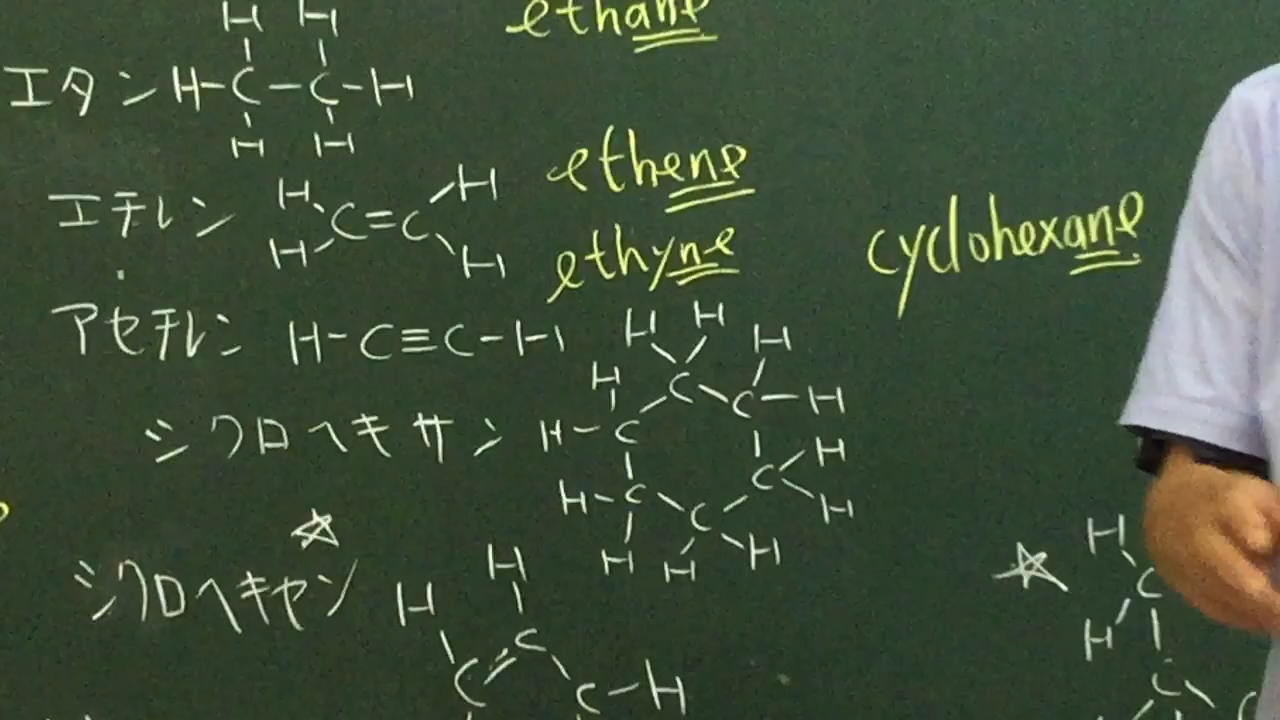 ethane
エタン
H H
H-C-C-H
H H
ethene
エチレン
H H
C=C
H H
ethyne
cyclohexane
アセチレン H-C≡C-H
シクロヘキサン
H H H
H C C-H
H-C C H
H-C C H
H H H
☆
シクロヘキセン
H H
C=C
C-H
☆ H
C
H
C C